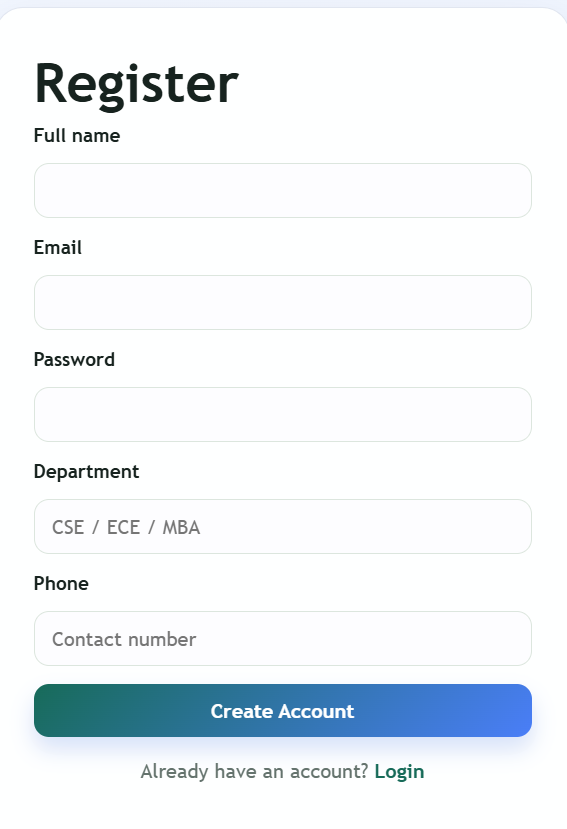 Register
Full name
Email
Password
Department
CSE / ECE / MBA
Phone
Contact number
Create Account
Already have an account? Login